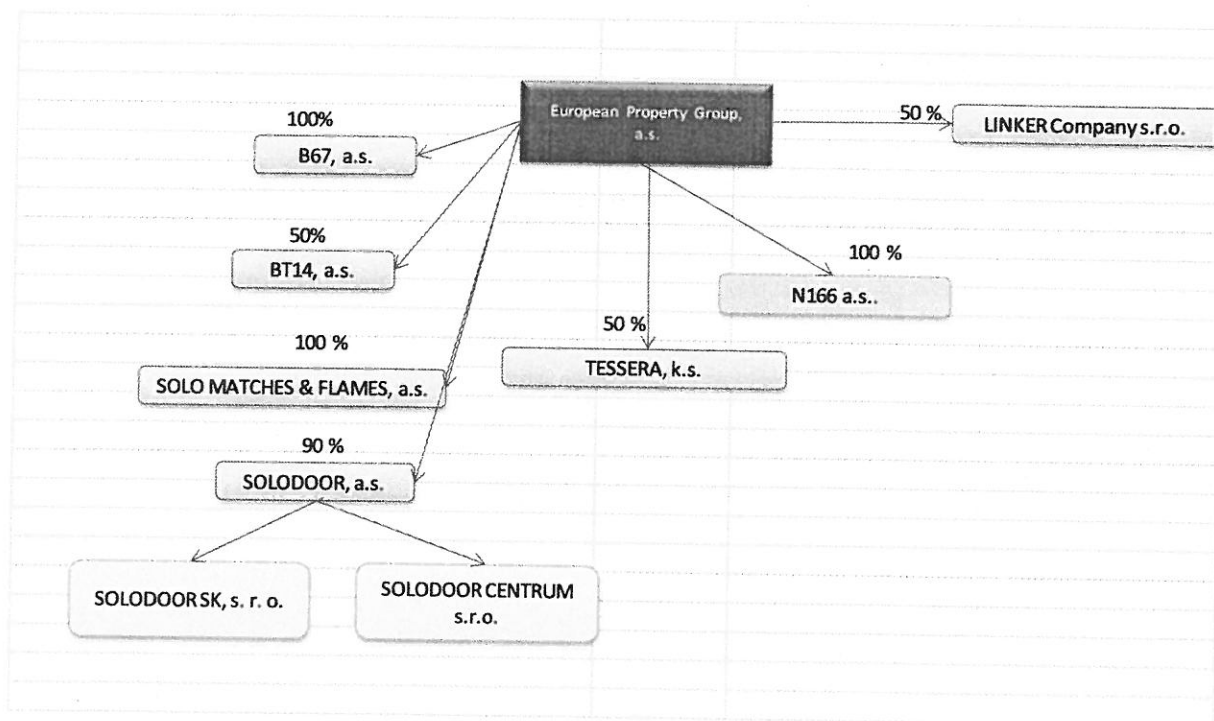 European Property Group,
a.s.
50 %
LINKER Company s.r.o.
100%
B67, a.s.
50%
BT14, a.s.
100 %
N166 a.s..
50 %
TESSERA, k.s.
100 %
SOLO MATCHES & FLAMES, a.s.
90 %
SOLODOOR, a.s.
SOLODOOR SK, s. r. o.
SOLODOOR CENTRUM
s.r.o.